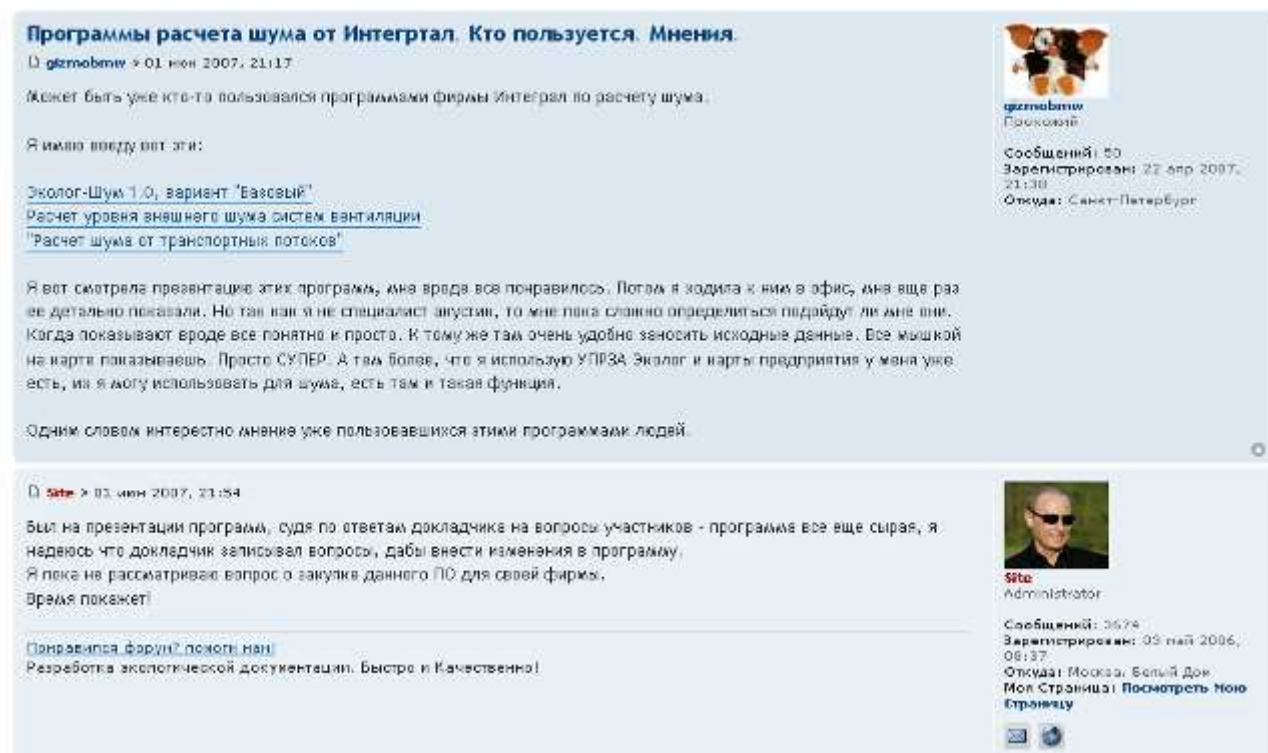 Программы расчета шума от Интегртал. Кто пользуется. Мнения.
gizmobmw » 01 июн 2007, 21:17
Может быть уже кто-то пользовался программами фирмы Интеграл по расчету шума.
Я имею вводу вот эти:
Эколог-Шум 1.0, вариант "Базовый"
Расчет уровня внешнего шума систем вентиляции
"Расчет шума от транспортных потоков"
Я вот смотрела презентацию этих программ, мне вроде все понравилось. Потом я ходила к ним в офис, мне еще раз
ее детально показали. Но так как я не специалист акустик, то мне пока сложно определиться подойдут ли мне они.
Когда показывают вроде все понятно и просто. К тому же там очень удобно заносить исходные данные. Все мышкой
на карте показываешь. Просто СУПЕР. А тем более, что я использую УПРЗА Эколог и карты предприятия у меня уже
есть, их я могу использовать для шума, есть там и такая функция.
Одним словом интерестно мнение уже пользовавшихся этими программами людей.
gizmobmw
Прохожий
Сообщений: 50
Зарегистрирован: 22 апр 2007,
21:30
Откуда: Санкт-Петербург
Site » 01 июн 2007, 21:54
Был на презентации программ, судя по ответам докладчика на вопросы участников - программа все еще сырая, я
надеюсь что докладчик записывал вопросы, дабы внести изменения в программу.
Я пока не рассматриваю вопрос о закупке данного ПО для своей фирмы.
Время покажет!
Понравился форум? помоги нам!
Разработка экологической документации. Быстро и Качественно!
Site
Administrator
Сообщений: 3674
Зарегистрирован: 03 май 2006,
08:37
Откуда: Москва, Белый Дом
Моя Страница: Посмотреть Мою
Страницу